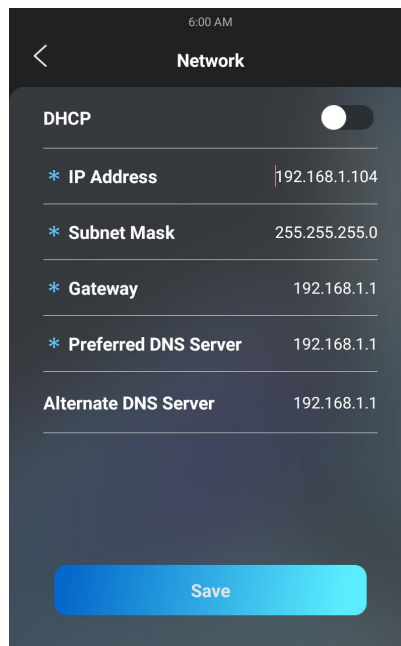 6:00 AM
Network
DHCP
* IP Address 192.168.1.104
* Subnet Mask 255.255.255.0
* Gateway 192.168.1.1
* Preferred DNS Server 192.168.1.1
Alternate DNS Server 192.168.1.1
Save